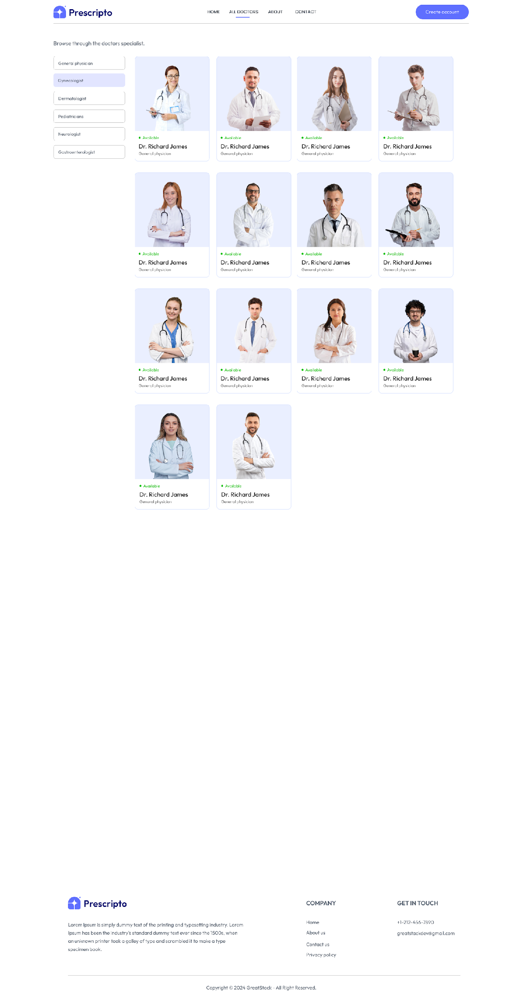 Prescripto
HOME
ALL DOCTORS
ABOUT
CONTACT
Create account
Browse through the doctors specialist.
General physician
Gynecologist
Dermatologist
Pediatricians
Neurologist
Gastroenterologist
Available
Dr. Richard James
General physician
Available
Dr. Richard James
General physician
Available
Dr. Richard James
General physician
Available
Dr. Richard James
General physician
Available
Dr. Richard James
General physician
Available
Dr. Richard James
General physician
Available
Dr. Richard James
General physician
Available
Dr. Richard James
General physician
Available
Dr. Richard James
General physician
Available
Dr. Richard James
General physician
Available
Dr. Richard James
General physician
Available
Dr. Richard James
General physician
Available
Dr. Richard James
General physician
Available
Dr. Richard James
General physician
Prescripto
Lorem Ipsum is simply dummy text of the printing and typesetting industry. Lorem
Ipsum has been the industry's standard dummy text ever since the 1500s, when
an unknown printer took a galley of type and scrambled it to make a type
specimen book.
COMPANY
Home
About us
Contact us
Privacy policy
GET IN TOUCH
+1-212-456-7890
greatstackdev@gmail.com
Copyright © 2024 GreatStack - All Right Reserved.